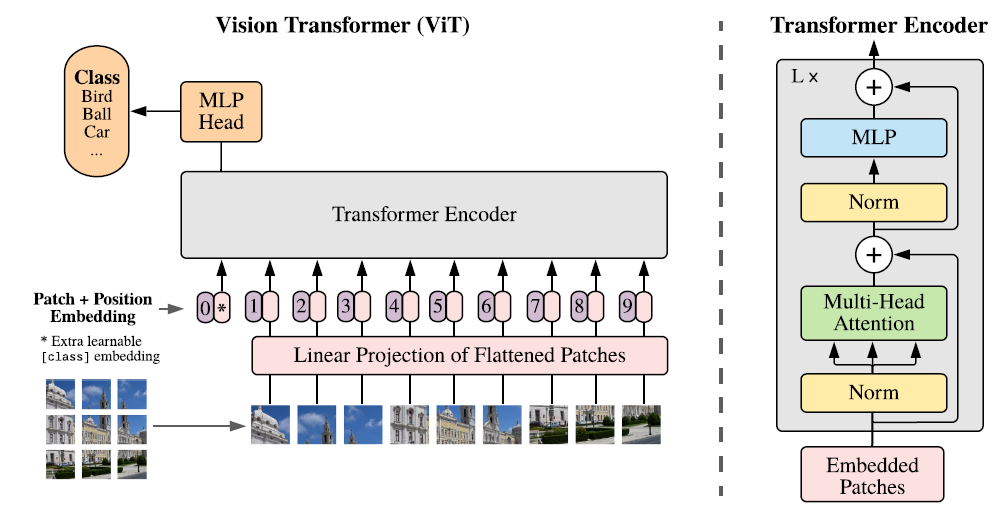 Vision Transformer (ViT)
Class
Bird
Ball
Car
...
MLP
Head
Transformer Encoder
Patch + Position
Embedding
* Extra learnable
[class] embedding
0 * 1 2 3 4 5 6 7 8 9
Linear Projection of Flattened Patches
Transformer Encoder
L ×
+
MLP
Norm
+
Multi-Head
Attention
Norm
Embedded
Patches